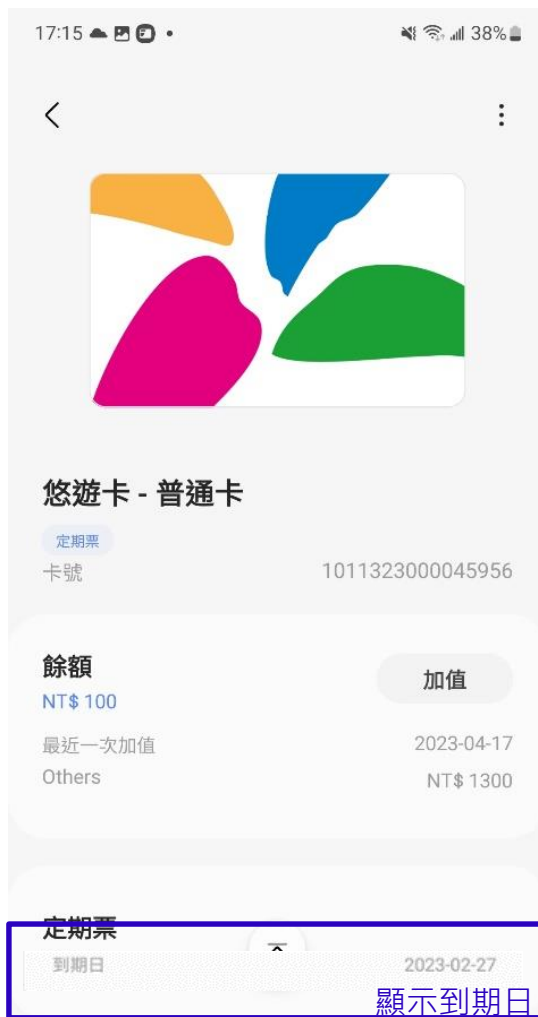 17:15
38%
悠遊卡 - 普通卡
定期票
卡號 1011323000045956
餘額
加值
NT$ 100
最近一次加值 2023-04-17
Others NT$ 1300
定期票
到期日 2023-02-27
顯示到期日